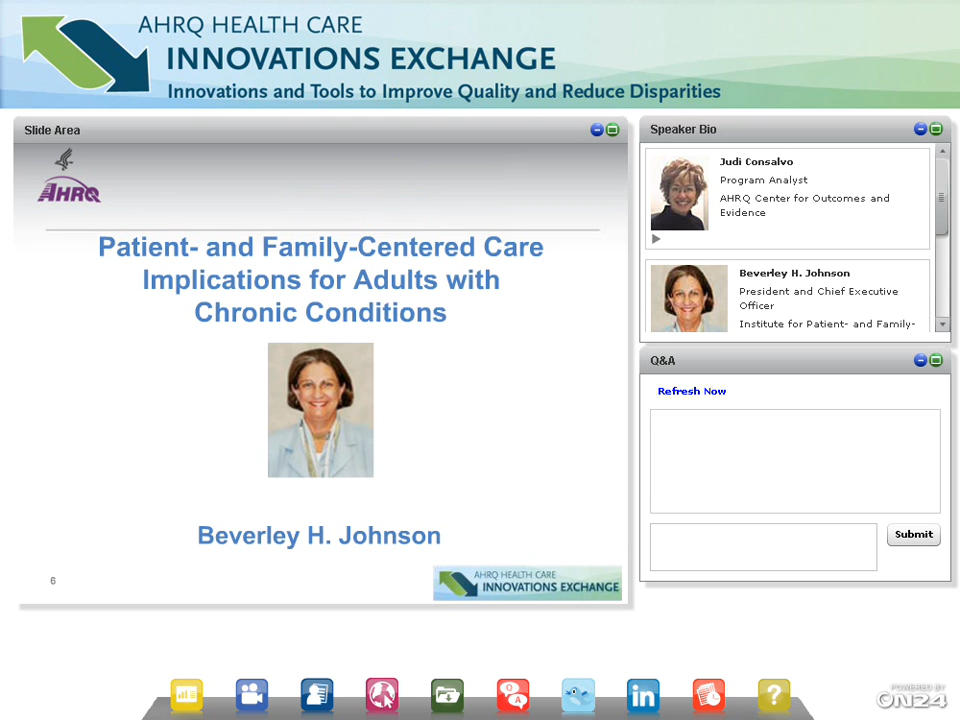 AHRQ HEALTH CARE
INNOVATIONS EXCHANGE
Innovations and Tools to Improve Quality and Reduce Disparities
Slide Area
AHRQ
Patient- and Family-Centered Care
Implications for Adults with
Chronic Conditions
Beverley H. Johnson
6
AHRQ HEALTH CARE
INNOVATIONS EXCHANGE
Speaker Bio
Judi Consalvo
Program Analyst
AHRQ Center for Outcomes and
Evidence
Beverley H. Johnson
President and Chief Executive
Officer
Institute for Patient- and Family-
Q&A
Refresh Now
Submit
Q
A
in
?
POWERED BY
ON24